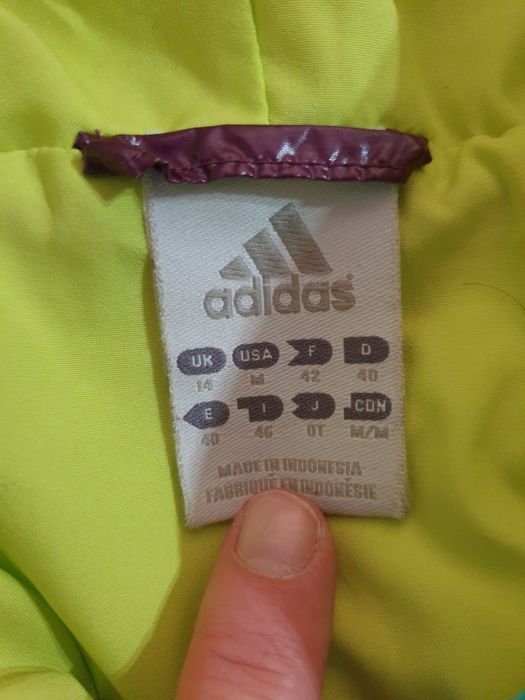 adidas
UK USA F D
14 M 42 40
E I J CDN
40 46 OT M/M
MADE IN INDONESIA
FABRIQUÉ EN INDONÉSIE